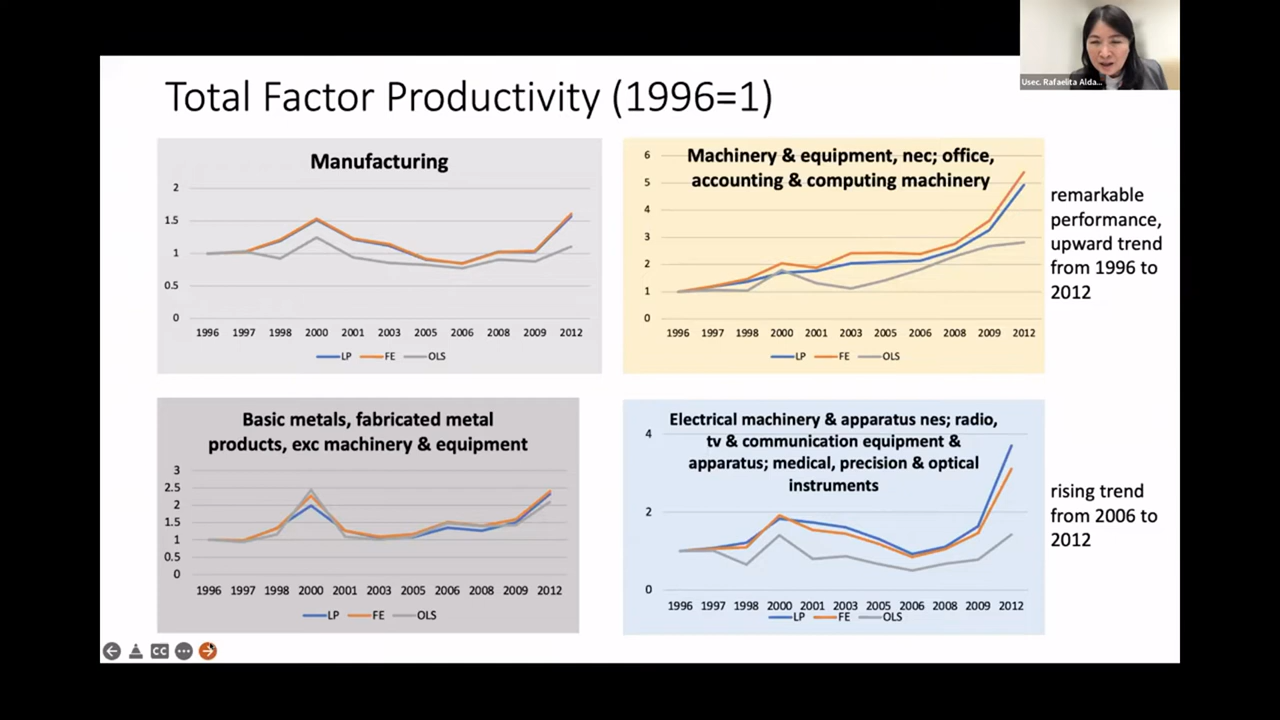 Usec. Rafaelita Alda...
Total Factor Productivity (1996=1)
Manufacturing
2
1.5
1
0.5
0
1996 1997 1998 2000 2001 2003 2005 2006 2008 2009 2012
LP FE OLS
Machinery & equipment, nec; office,
accounting & computing machinery
6
5
4
3
2
1
0
1996 1997 1998 2000 2001 2003 2005 2006 2008 2009 2012
LP FE OLS
remarkable
performance,
upward trend
from 1996 to
2012
Basic metals, fabricated metal
products, exc machinery & equipment
3
2.5
2
1.5
1
0.5
0
1996 1997 1998 2000 2001 2003 2005 2006 2008 2009 2012
LP FE OLS
Electrical machinery & apparatus nes; radio,
tv & communication equipment &
apparatus; medical, precision & optical
instruments
4
2
0
1996 1997 1998 2000 2001 2003 2005 2006 2008 2009 2012
LP FE OLS
rising trend
from 2006 to
2012
CC